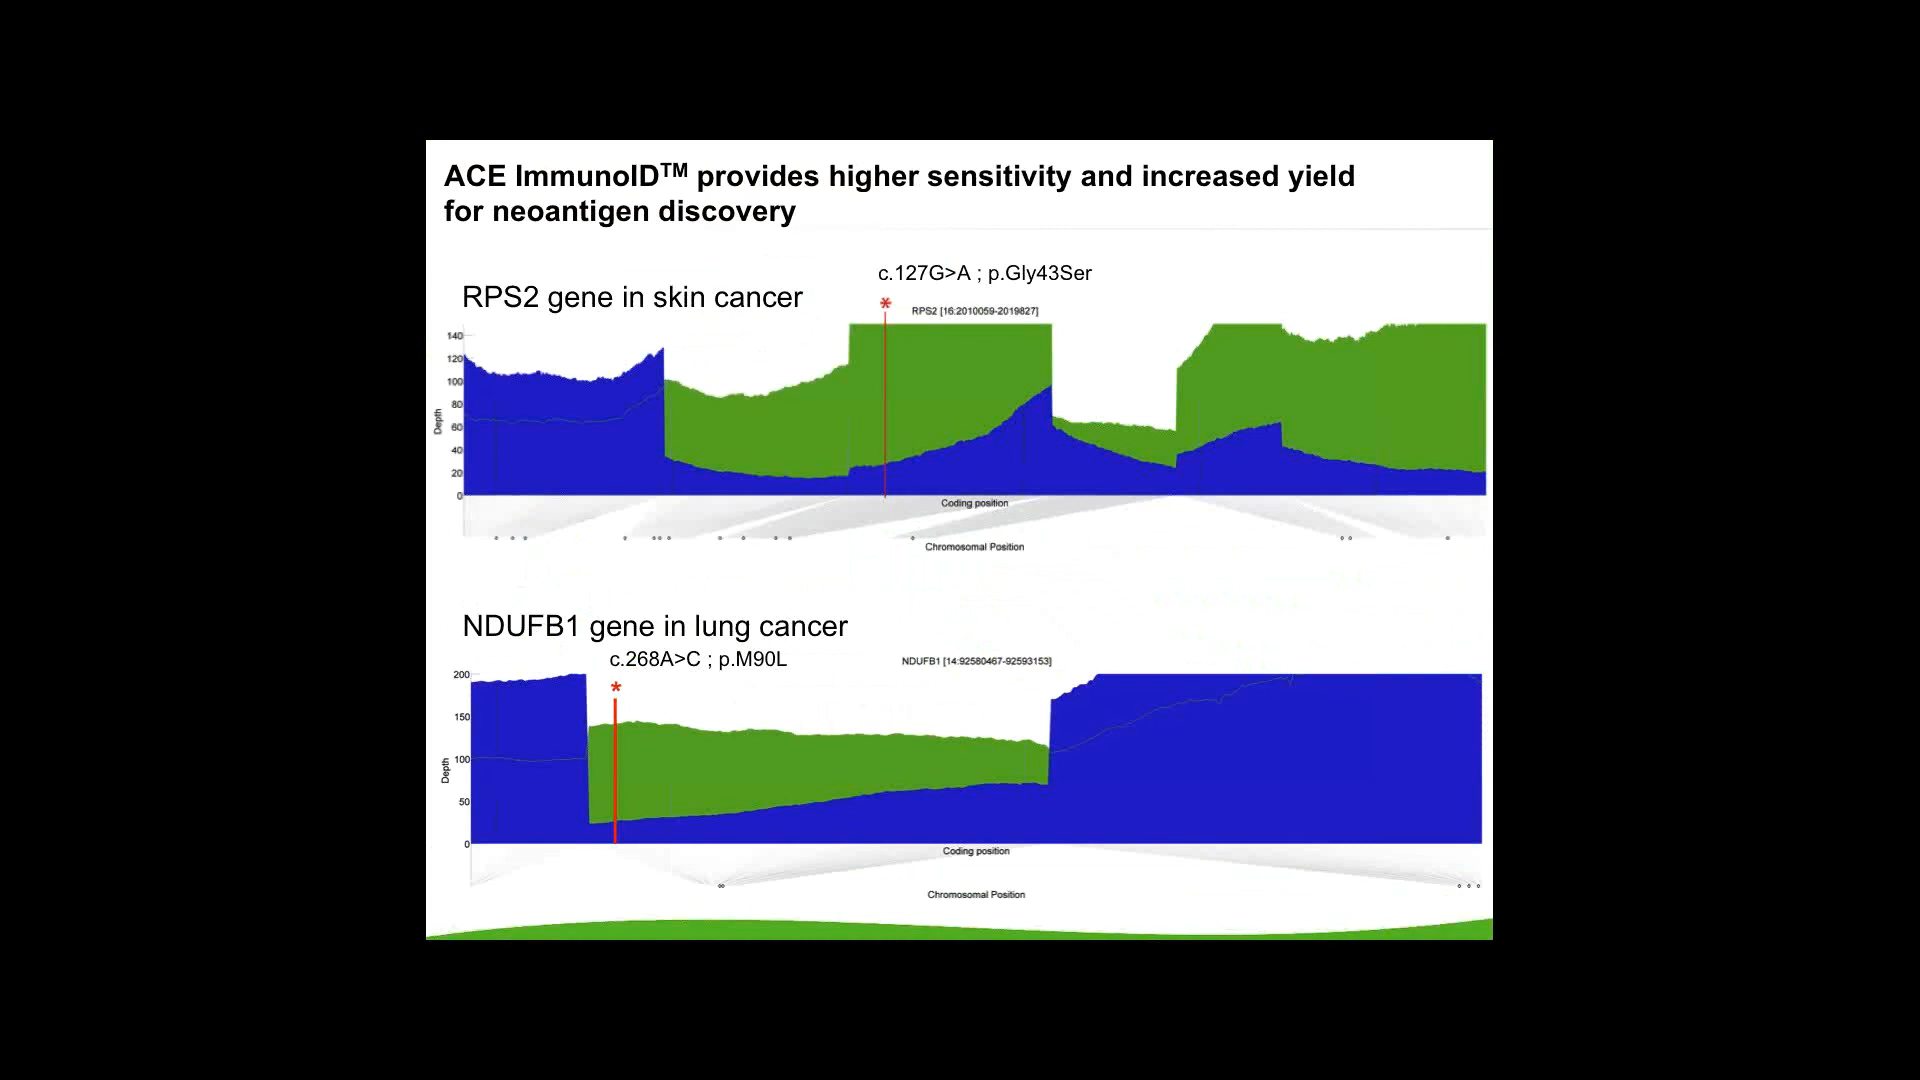 ACE ImmunoID™ provides higher sensitivity and increased yield
for neoantigen discovery
c.127G>A ; p.Gly43Ser
RPS2 gene in skin cancer
*
RPS2 [16:2010059-2019827]
140
120
100
80
60
40
20
0
Depth
Coding position
Chromosomal Position
NDUFB1 gene in lung cancer
c.268A>C ; p.M90L
NDUFB1 [14:92580467-92593153]
*
200
150
100
50
0
Depth
Coding position
Chromosomal Position